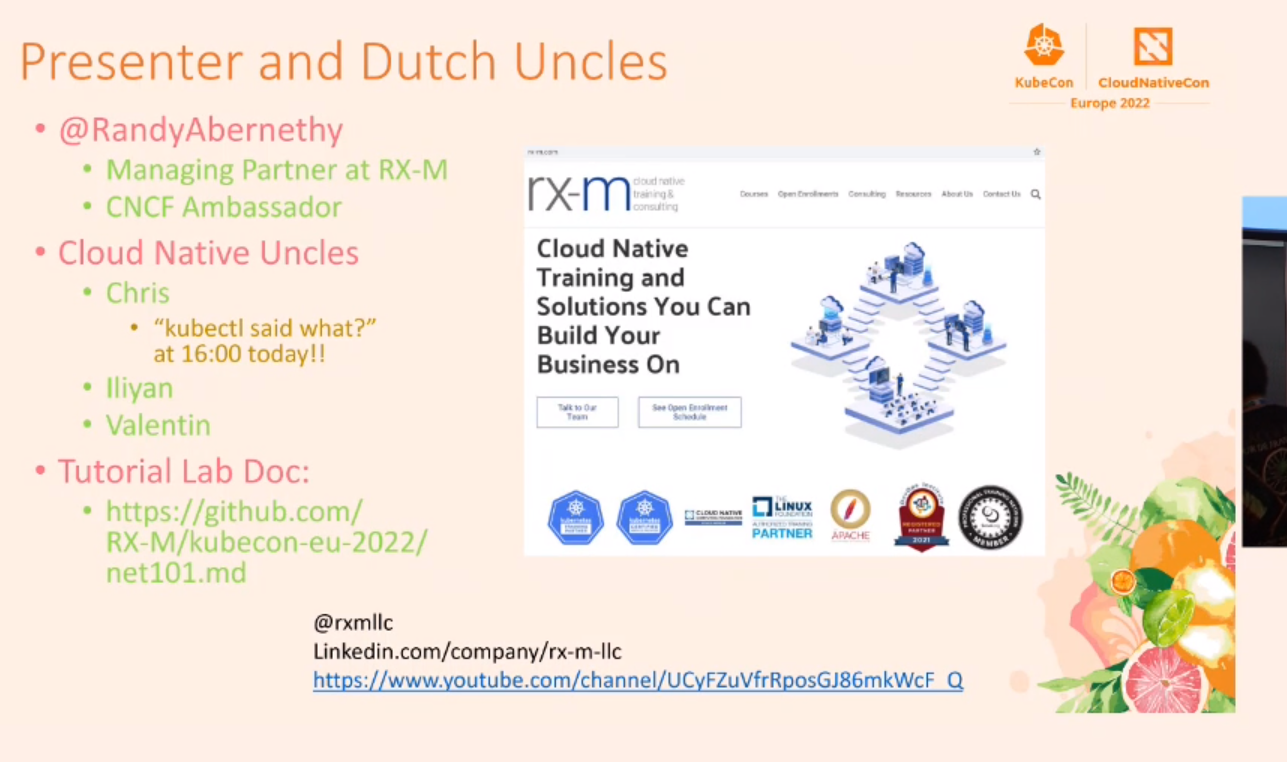 Presenter and Dutch Uncles
KubeCon
CloudNativeCon
Europe 2022
• @RandyAbernethy
• Managing Partner at RX-M
• CNCF Ambassador
• Cloud Native Uncles
• Chris
• “kubectl said what?”
at 16:00 today!!
• Iliyan
• Valentin
• Tutorial Lab Doc:
• https://github.com/
RX-M/kubecon-eu-2022/
net101.md
rx-m.com
rx-m cloud native
training &
consulting
Courses Open Enrollments Consulting Resources About Us Contact Us
Cloud Native
Training and
Solutions You Can
Build Your
Business On
Talk to Our
Team
See Open Enrollment
Schedule
kubernetes
kubernetes
CERTIFIED
CLOUD NATIVE
THE
LINUX
FOUNDATION
AUTHORIZED TRAINING
PARTNER
APACHE
REGISTERED
PARTNER
2021
MEMBER
@rxmllc
Linkedin.com/company/rx-m-llc
https://www.youtube.com/channel/UCyFZuVfrRposGJ86mkWcF_Q